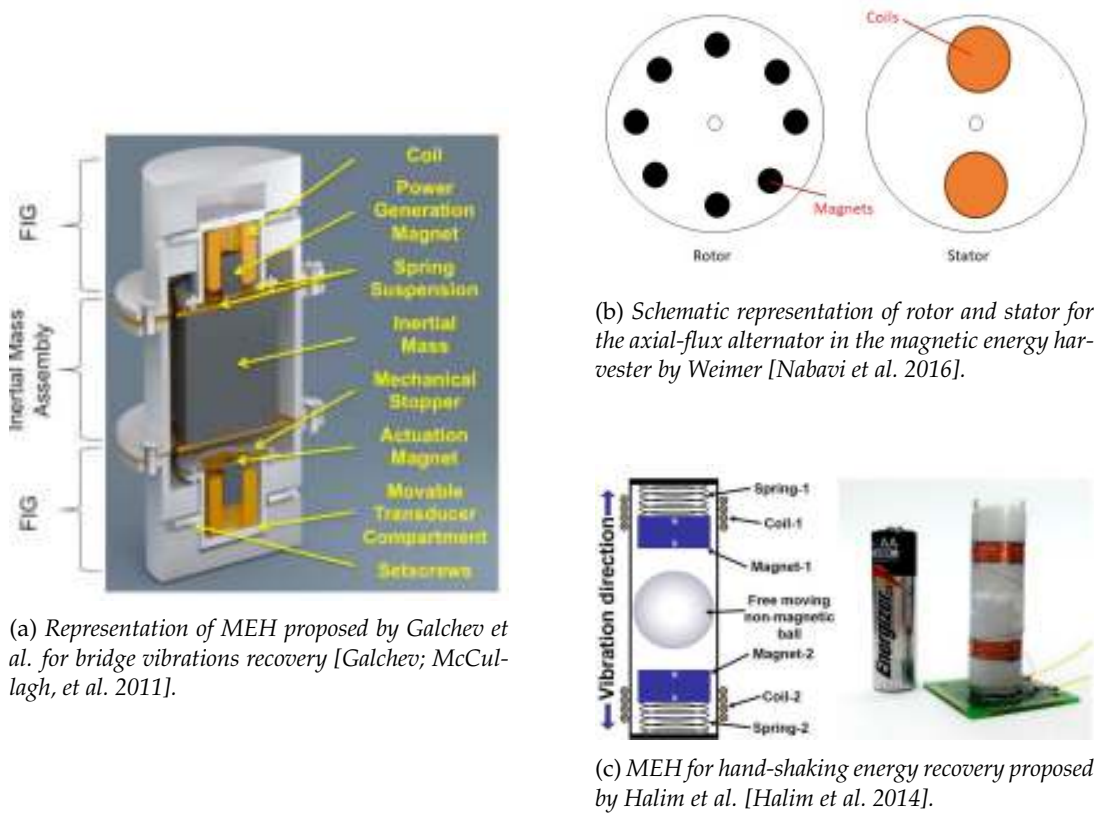 FIG
Inertial Mass
Assembly
FIG
Coil
Power
Generation
Magnet
Spring
Suspension
Inertial
Mass
Mechanical
Stopper
Actuation
Magnet
Movable
Transducer
Compartment
Setscrews
(a) Representation of MEH proposed by Galchev et
al. for bridge vibrations recovery [Galchev; McCul-
lagh, et al. 2011].
Coils
Magnets
Rotor
Stator
(b) Schematic representation of rotor and stator for
the axial-flux alternator in the magnetic energy har-
vester by Weimer [Nabavi et al. 2016].
Vibration direction
Spring-1
Coil-1
Magnet-1
Free moving
non-magnetic
ball
Magnet-2
Coil-2
Spring-2
AA
Energizer
(c) MEH for hand-shaking energy recovery proposed
by Halim et al. [Halim et al. 2014].